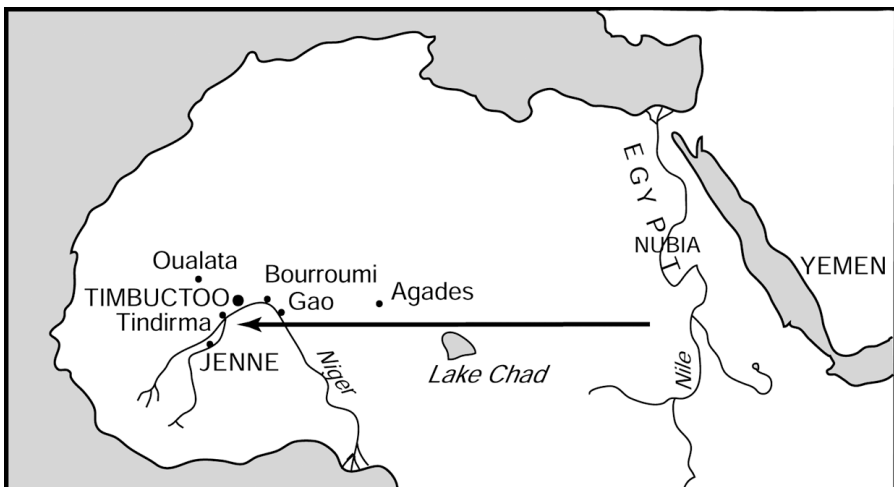 EGYPT
NUBIA
YEMEN
Oualata
Bourroumi
TIMBUCTOO
Gao
Agades
Tindirma
JENNE
Niger
Lake Chad
Nile